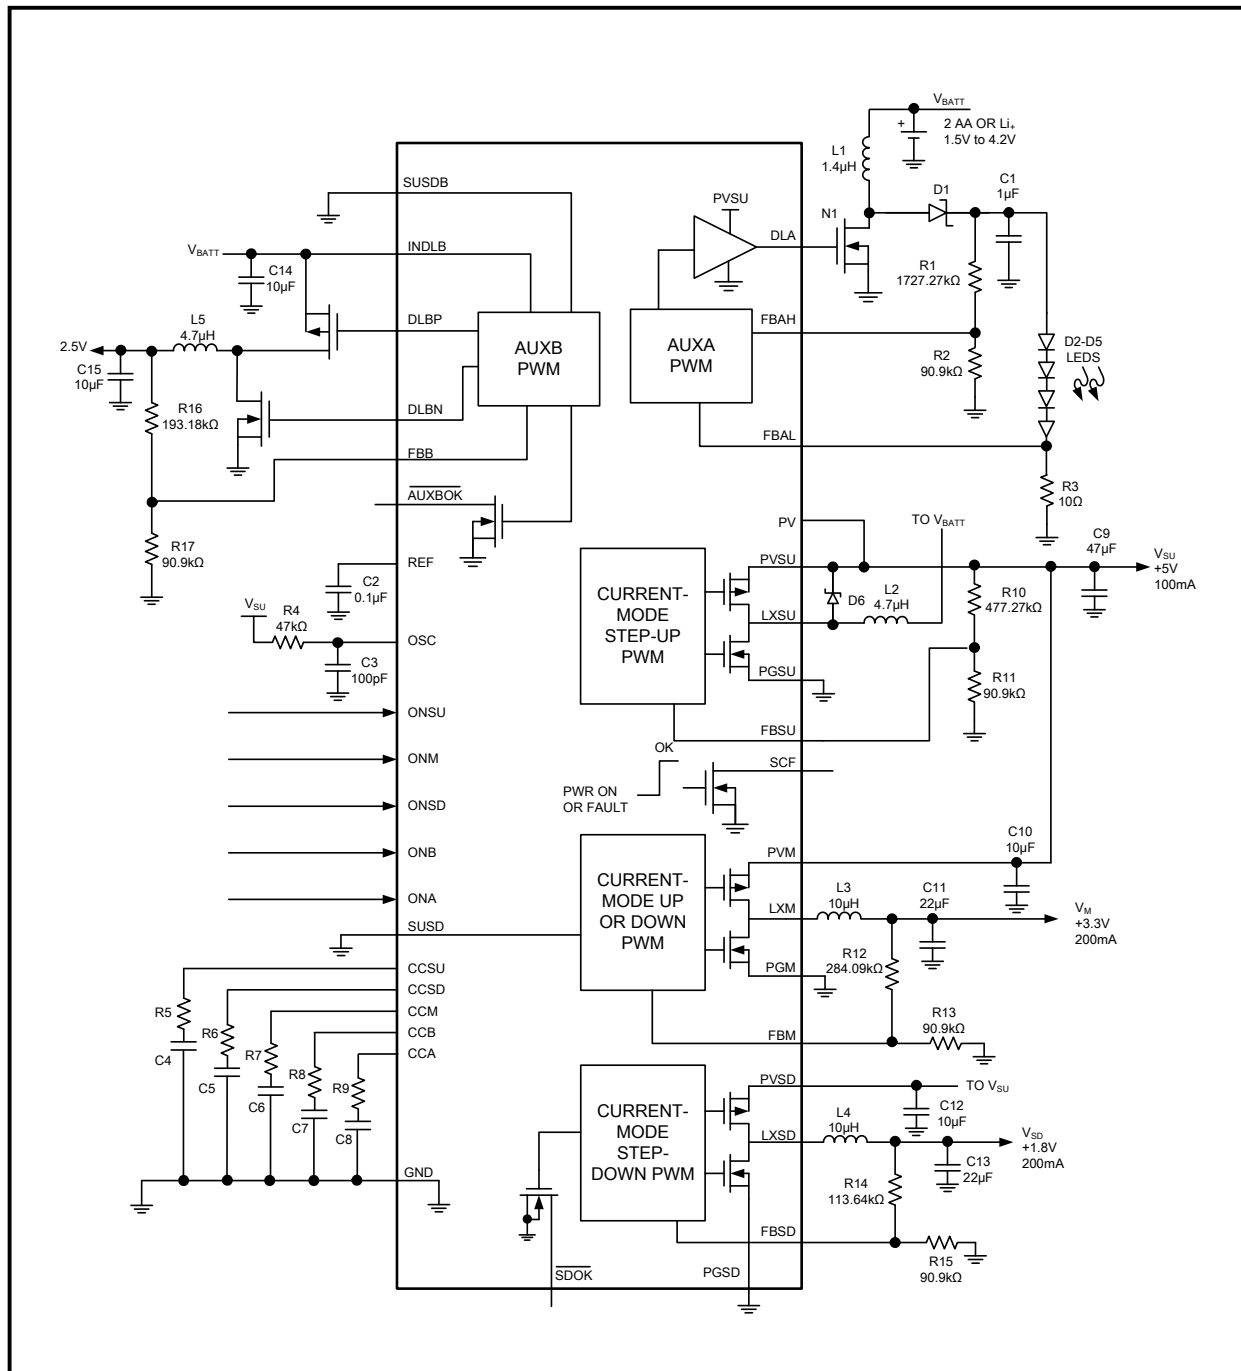 VBATT
2 AA OR Li+
1.5V to 4.2V
L1
1.4µH
C1
1µF
D1
N1
PVSU
DLA
R1
1727.27kΩ
FBAH
AUXA
PWM
R2
90.9kΩ
D2-D5
LEDS
FBAL
R3
10Ω
SUSDB
VBATT
INDLB
C14
10µF
L5
4.7µH
DLBP
2.5V
C15
10µF
AUXB
PWM
R16
193.18kΩ
DLBN
FBB
AUXBOK
R17
90.9kΩ
REF
C2
0.1µF
VSU
R4
47kΩ
OSC
C3
100pF
PV
TO VBATT
C9
47µF
PVSU
VSU
+5V
100mA
CURRENT-
MODE
STEP-UP
PWM
D6
L2
4.7µH
R10
477.27kΩ
LXSU
PGSU
R11
90.9kΩ
FBSU
ONSU
ONM
ONSD
ONB
ONA
OK
SCF
PWR ON
OR FAULT
C10
10µF
PVM
CURRENT-
MODE UP
OR DOWN
PWM
L3
10µH
C11
22µF
LXM
VM
+3.3V
200mA
R12
284.09kΩ
PGM
R13
90.9kΩ
FBM
SUSD
CCSU
CCSD
CCM
CCB
CCA
R5
C4
R6
C5
R7
C6
R8
C7
R9
C8
GND
PVSD
TO VSU
C12
10µF
CURRENT-
MODE
STEP-
DOWN PWM
L4
10µH
LXSD
VSD
+1.8V
200mA
C13
22µF
R14
113.64kΩ
FBSD
R15
90.9kΩ
PGSD
SDOK